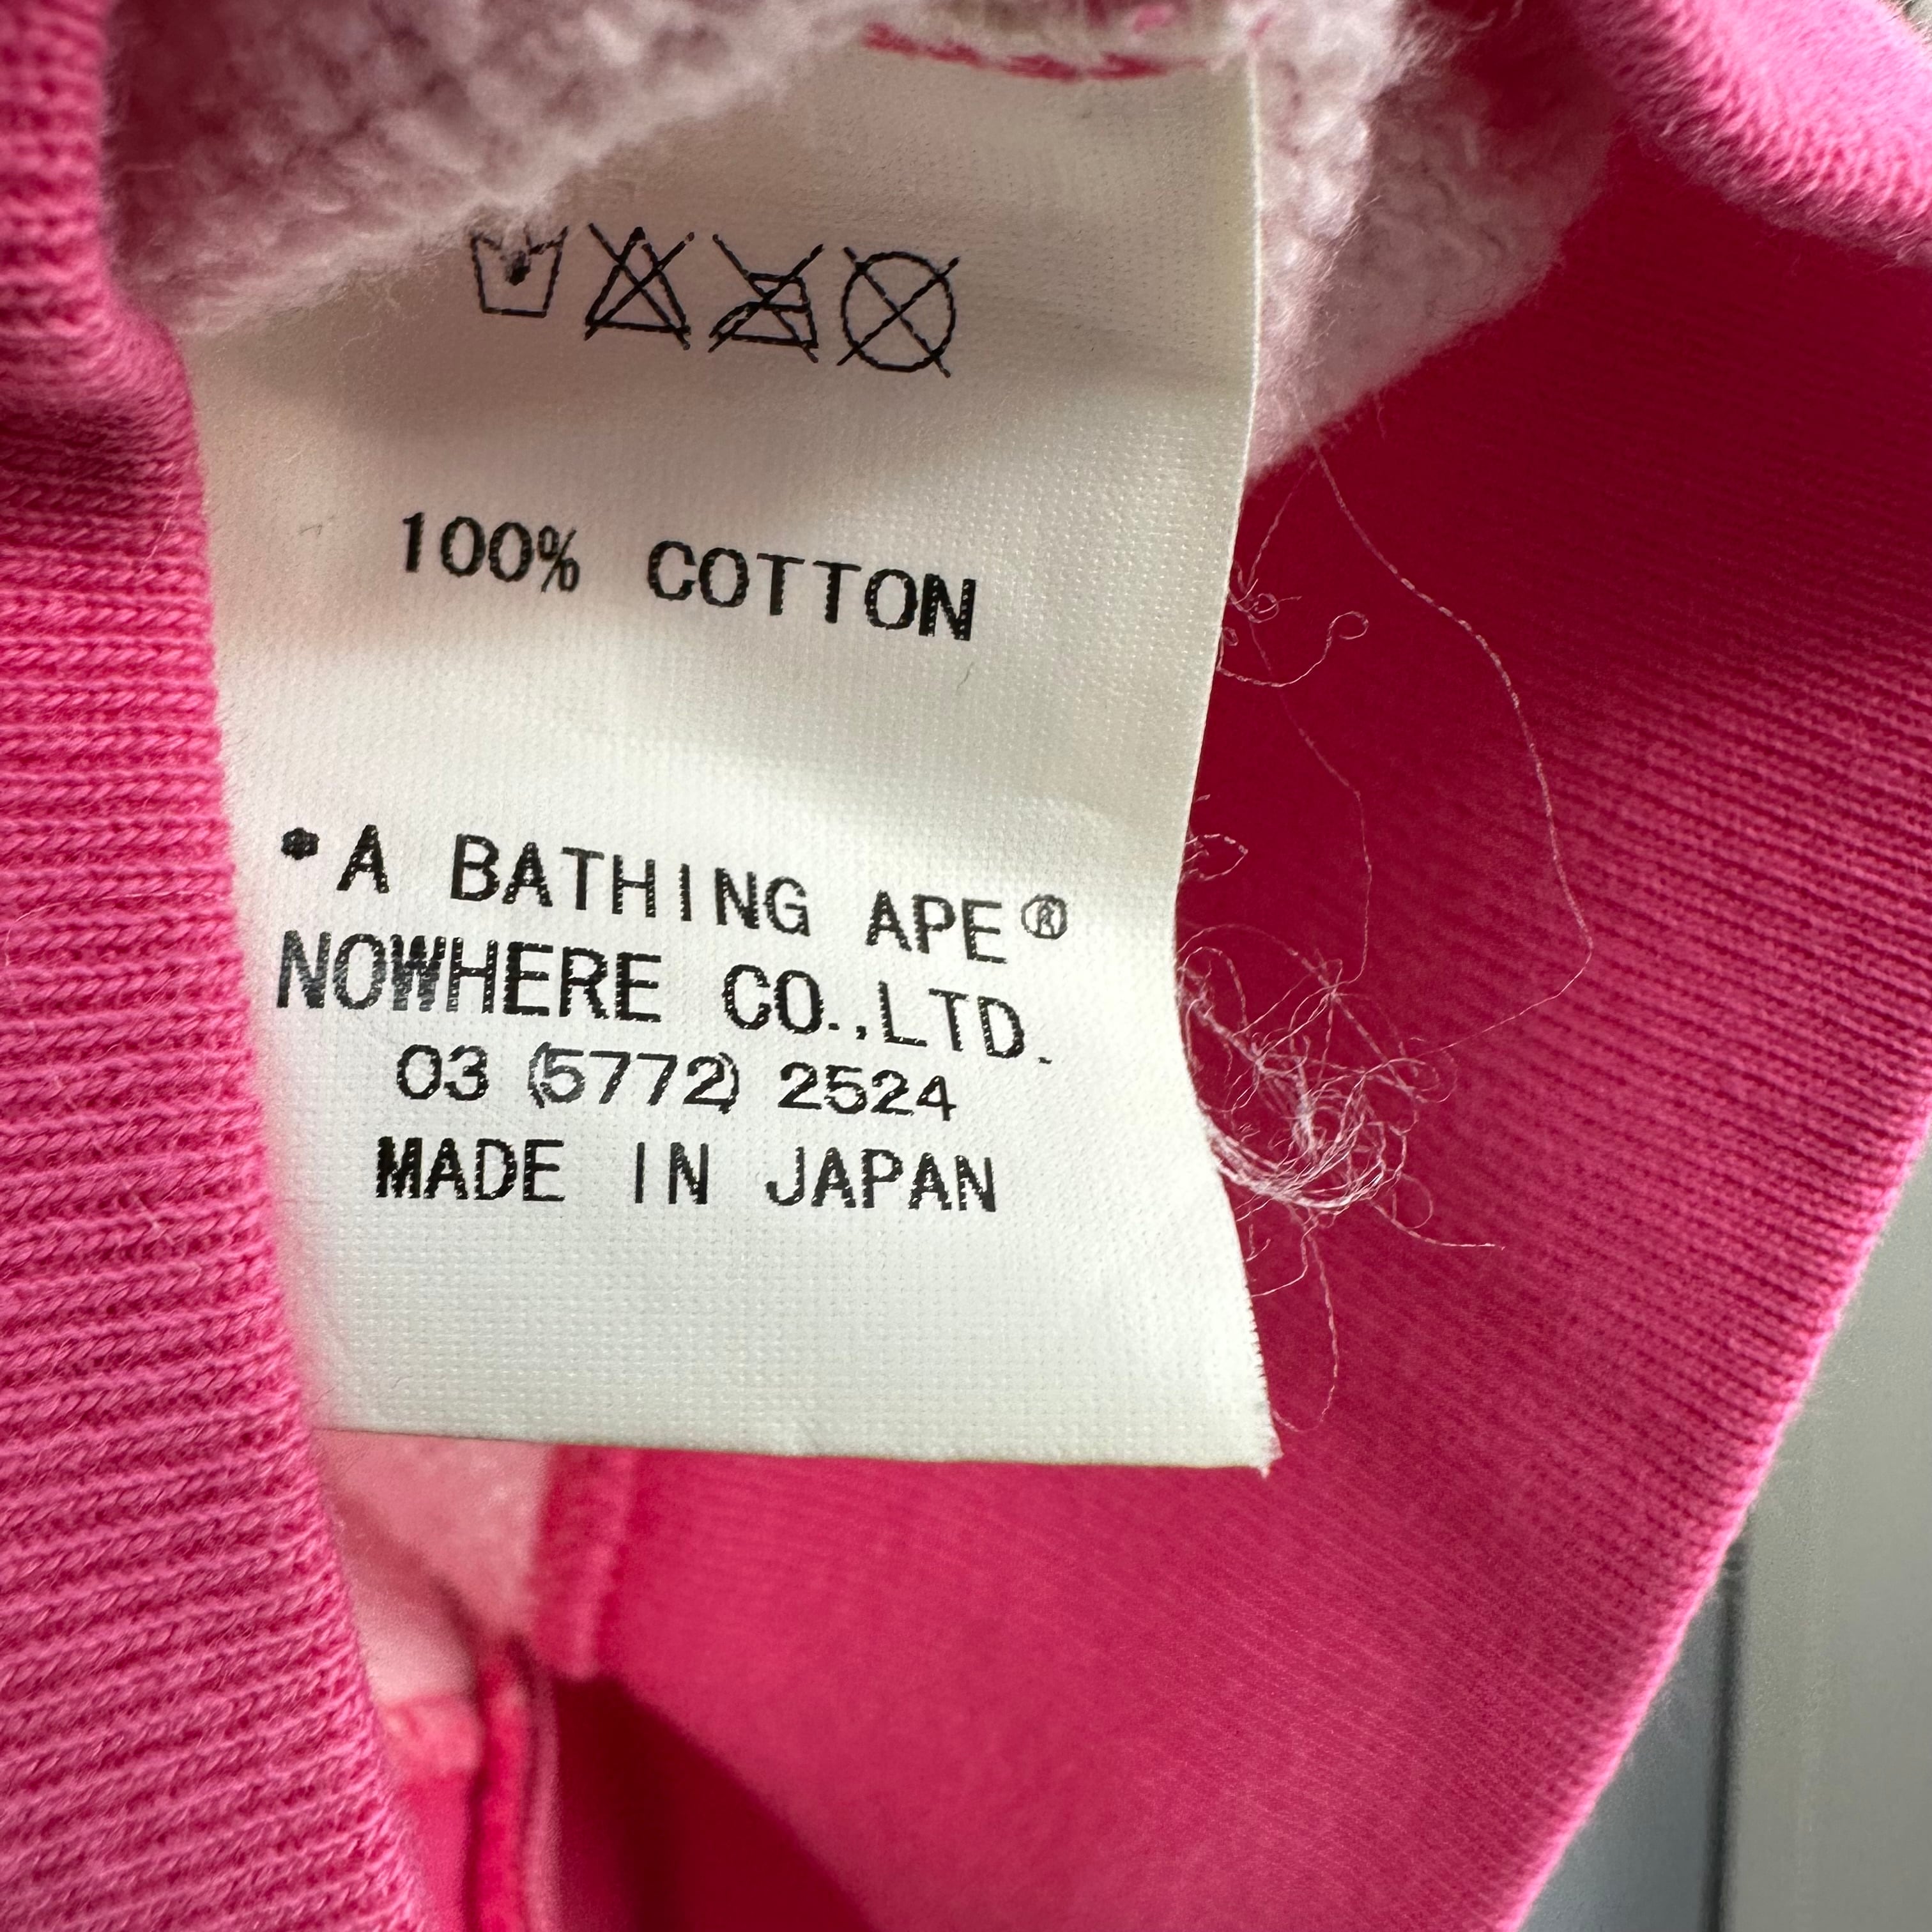 100% COTTON
•A BATHING APE®
NOWHERE CO.,LTD.
03 (5772) 2524
MADE IN JAPAN